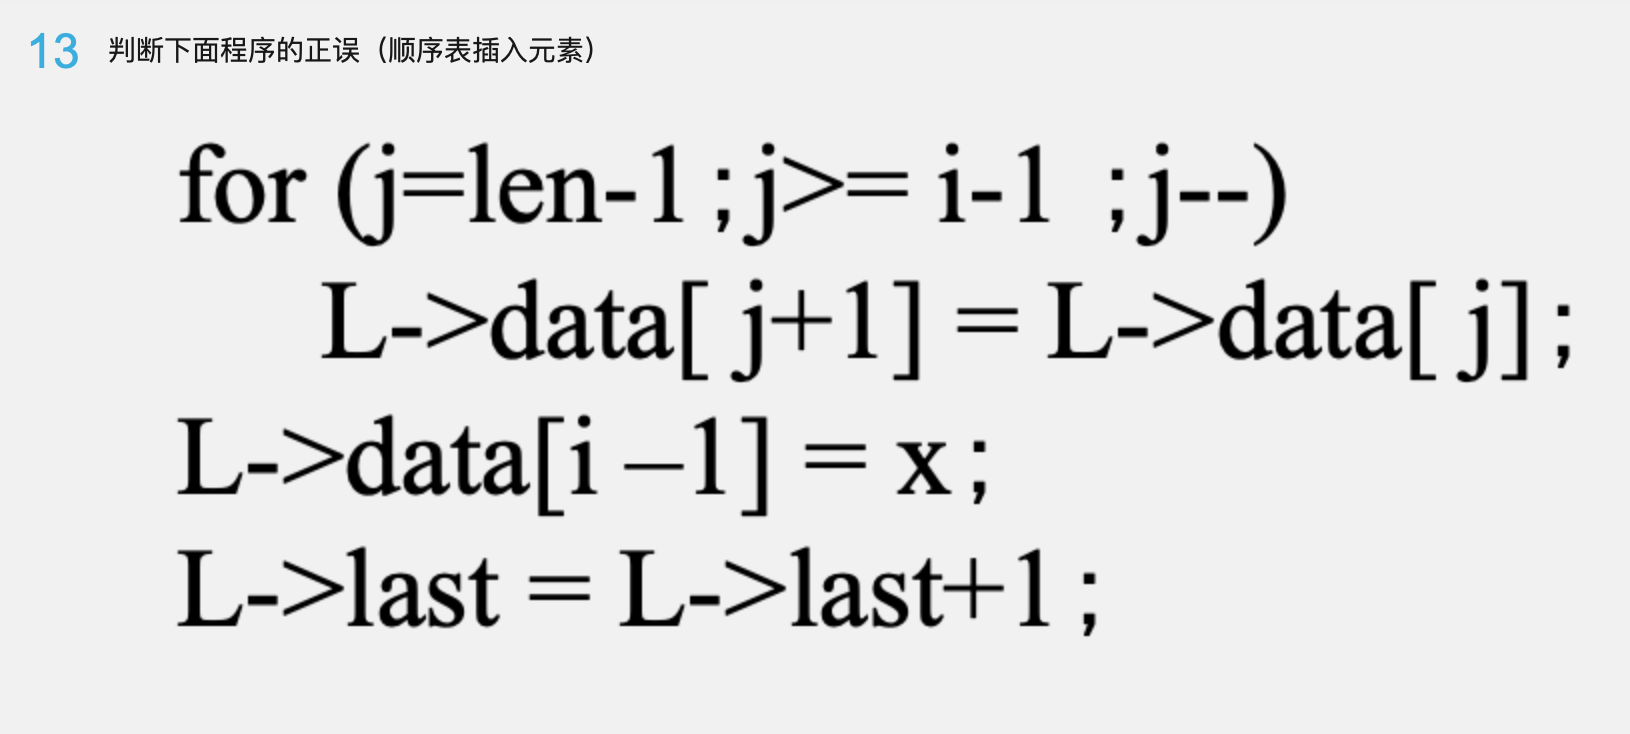 13 判断下面程序的正误（顺序表插入元素）
for (j=len-1;j>= i-1 ;j--)
L->data[ j+1] = L->data[ j];
L->data[i –1] = x;
L->last = L->last+1;